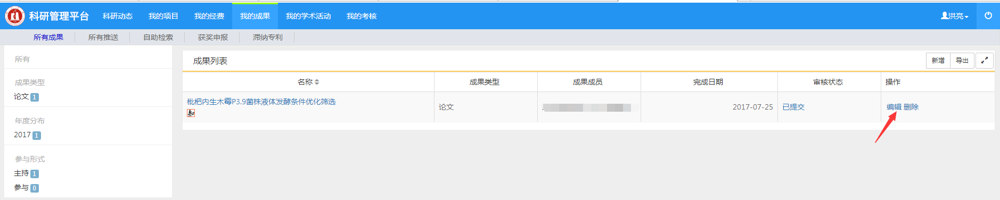 科研管理平台 科研动态 我的项目 我的经费 我的成果 我的学术活动 我的考核 洪亮
所有成果 所有推送 自助检索 获奖申报 滞纳专利
所有
成果类型
论文 1
年度分布
2017 1
参与形式
主持 1
参与 0
成果列表 新增 导出
名称 成果类型 成果成员 完成日期 审核状态 操作
枇杷内生木霉P3.9菌株液体发酵条件优化筛选 论文 2017-07-25 已提交 编辑 删除